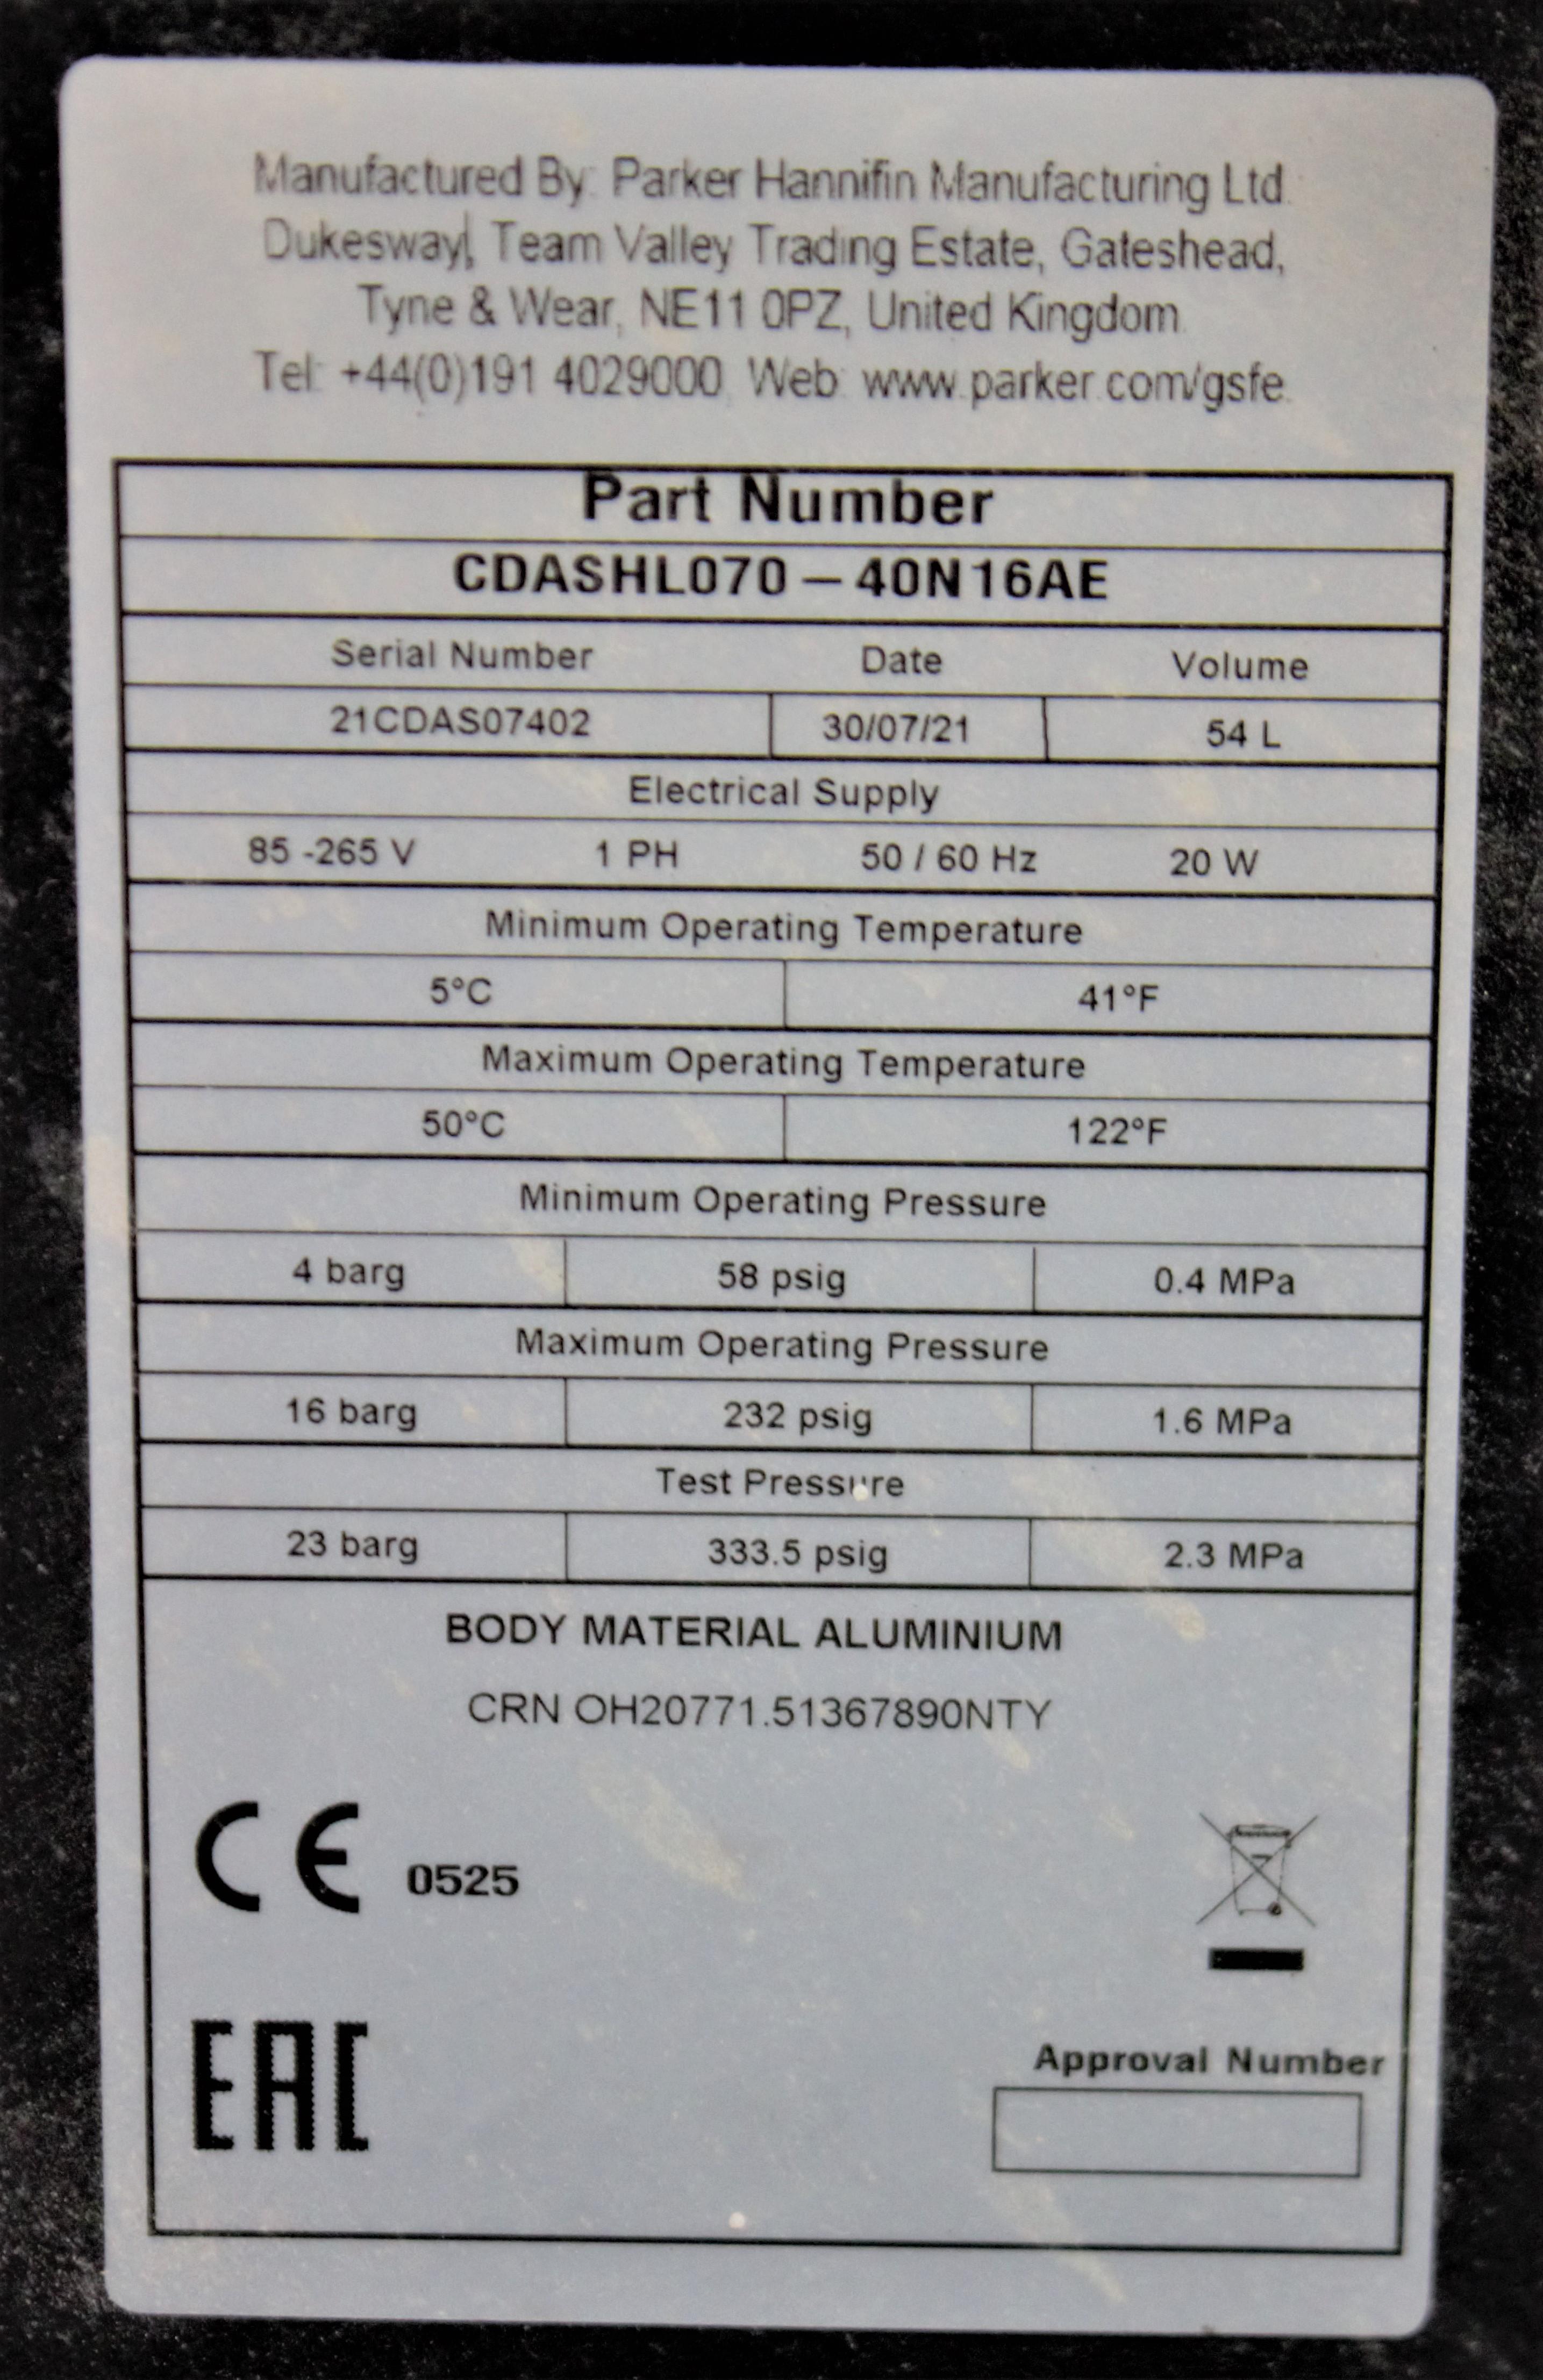 Manufactured By: Parker Hannifin Manufacturing Ltd.
Dukesway, Team Valley Trading Estate, Gateshead,
Tyne & Wear, NE11 0PZ, United Kingdom.
Tel: +44(0)191 4029000. Web: www.parker.com/gsfe.
Part Number
CDASHL070 – 40N16AE
Serial Number Date Volume
21CDAS07402 30/07/21 54 L
Electrical Supply
85 -265 V 1 PH 50 / 60 Hz 20 W
Minimum Operating Temperature
5°C 41°F
Maximum Operating Temperature
50°C 122°F
Minimum Operating Pressure
4 barg 58 psig 0.4 MPa
Maximum Operating Pressure
16 barg 232 psig 1.6 MPa
Test Pressure
23 barg 333.5 psig 2.3 MPa
BODY MATERIAL ALUMINIUM
CRN OH20771.51367890NTY
CE 0525
EAC
Approval Number